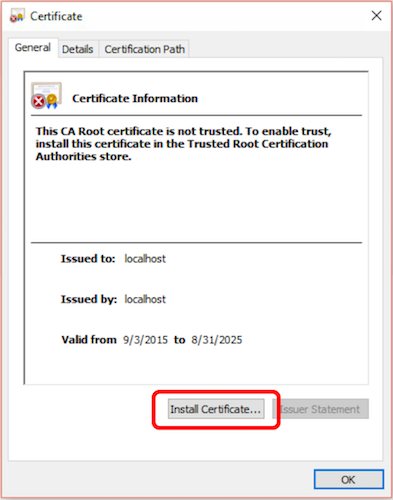 Certificate
General Details Certification Path
Certificate Information
This CA Root certificate is not trusted. To enable trust,
install this certificate in the Trusted Root Certification
Authorities store.
Issued to: localhost
Issued by: localhost
Valid from 9/3/2015 to 8/31/2025
Install Certificate... Issuer Statement
OK